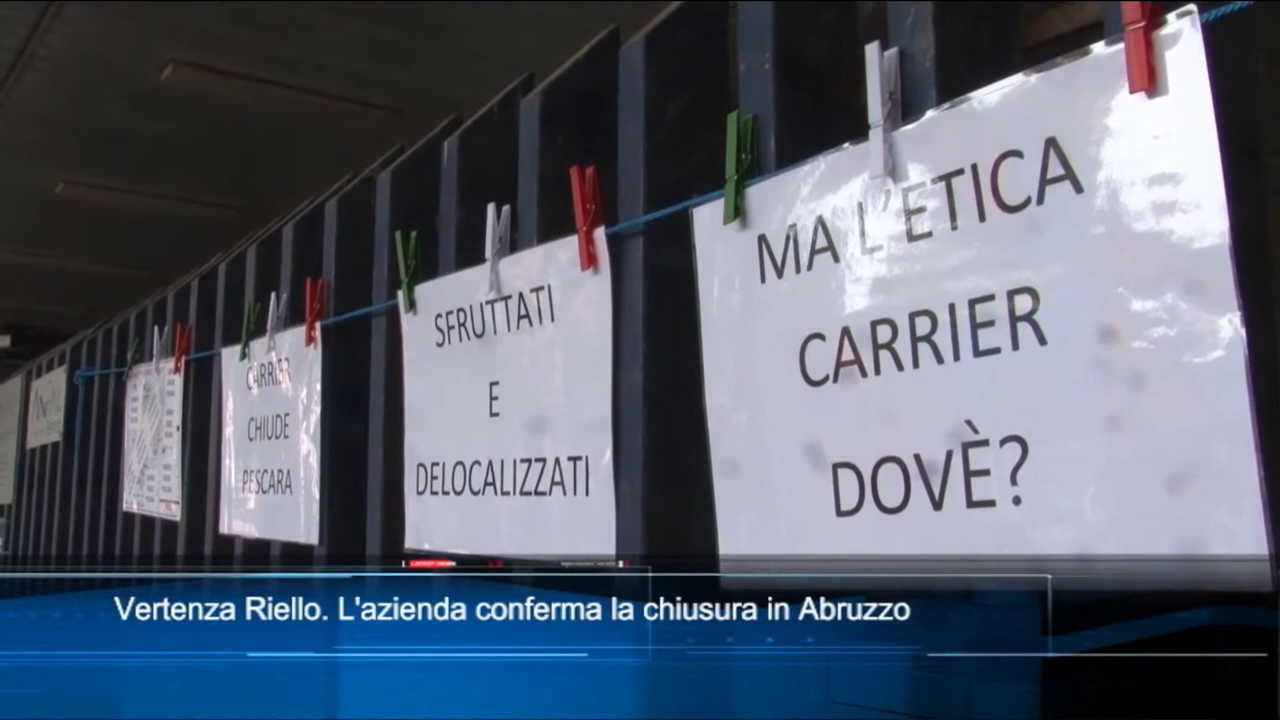 CARRIER
CHIUDE
PESCARA
SFRUTTATI
E
DELOCALIZZATI
MA L'ETICA
CARRIER
DOVÈ?
Vertenza Riello. L'azienda conferma la chiusura in Abruzzo